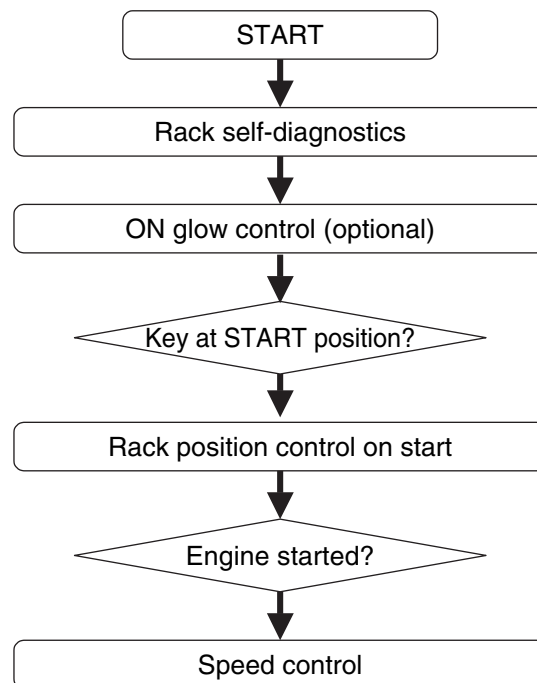 START
Rack self-diagnostics
ON glow control (optional)
Key at START position?
Rack position control on start
Engine started?
Speed control